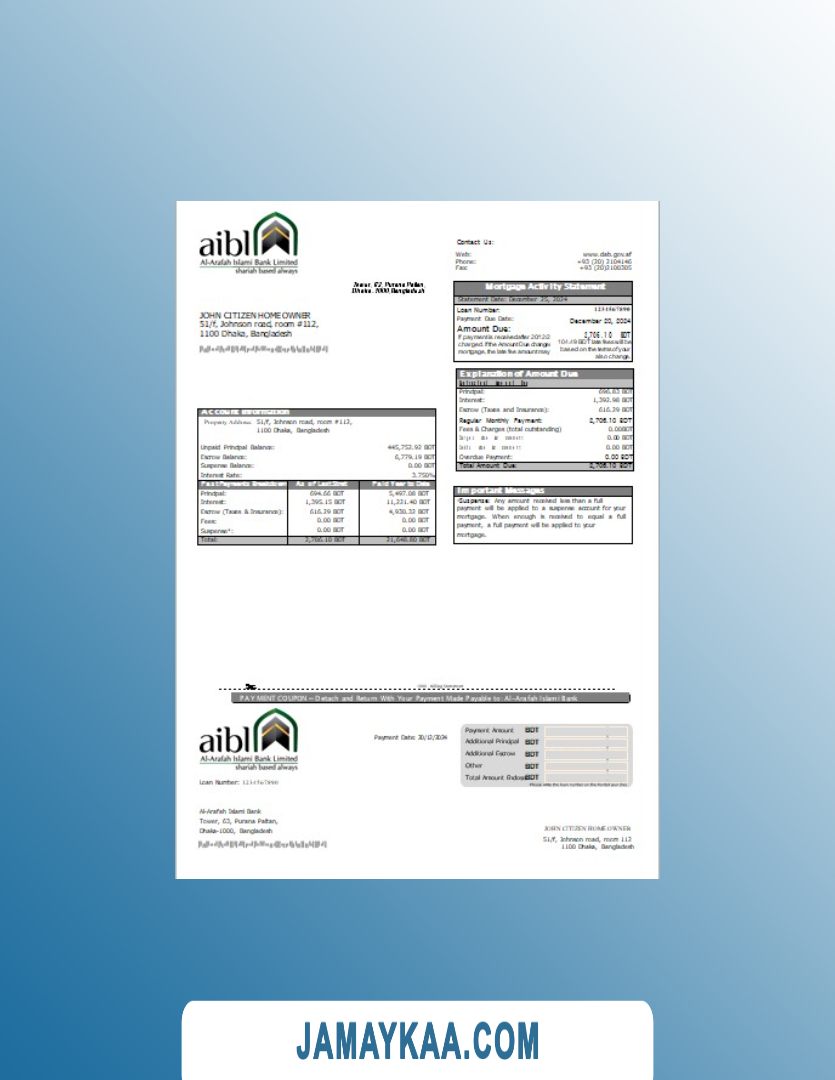 aibl
Al-Arafah Islami Bank Limited
shariah based always
Contact Us:
Web: www.dab.gov.af
Phone: +93 (20) 2104146
Fax: +93 (20)2100305
Tower, 63, Purana Paltan,
Dhaka-1000, Bangladesh
Mortgage Activity Statement
Statement Date: December 25, 2024
JOHN CITIZEN HOME OWNER
51/f, Johnson road, room #112,
1100 Dhaka, Bangladesh
Loan Number: 1234567890
Payment Due Date: December 20, 2024
Amount Due: 2,706.10 BDT
If payment is received after 2012/2
charged. If the Amount Due changes
mortgage, the late fee amount may
104.49 BDT late fees will be
based on the terms of your
also change.
Explanation of Amount Due
Principal: 696.83 BDT
Interest: 1,392.98 BDT
Escrow (Taxes and Insurance): 616.29 BDT
Regular Monthly Payment: 2,706.10 BDT
Fees & Charges (total outstanding) 0.00BDT
0.00 BDT
0.00 BDT
Overdue Payment: 0.00 BDT
Total Amount Due: 2,706.10 BDT
Account Information
Property Address: 51/f, Johnson road, room #112,
1100 Dhaka, Bangladesh
Unpaid Principal Balance: 445,752.92 BDT
Escrow Balance: 6,779.19 BDT
Suspense Balance: 0.00 BDT
Interest Rate: 3.750%
Past Payments Breakdown As of Last Stmt Paid Year to Date
Principal: 694.66 BDT 5,497.08 BDT
Interest: 1,395.15 BDT 11,221.40 BDT
Escrow (Taxes & Insurance): 616.29 BDT 4,930.32 BDT
Fees: 0.00 BDT 0.00 BDT
Suspense*: 0.00 BDT 0.00 BDT
Total: 2,706.10 BDT 21,648.80 BDT
Important Messages
*Suspense: Any amount received less than a full
payment will be applied to a suspense account for your
mortgage. When enough is received to equal a full
payment, a full payment will be applied to your
mortgage.
PAYMENT COUPON – Detach and Return With Your Payment Made Payable to: Al-Arafah Islami Bank
aibl
Al-Arafah Islami Bank Limited
shariah based always
Payment Date: 20/12/2024
Payment Amount BDT
Additional Principal BDT
Additional Escrow BDT
Other BDT
Total Amount BDT
Loan Number: 1234567890
Al-Arafah Islami Bank
Tower, 63, Purana Paltan,
Dhaka-1000, Bangladesh
JOHN CITIZEN HOME OWNER
51/f, Johnson road, room 112
1100 Dhaka, Bangladesh
JAMAYKAA.COM